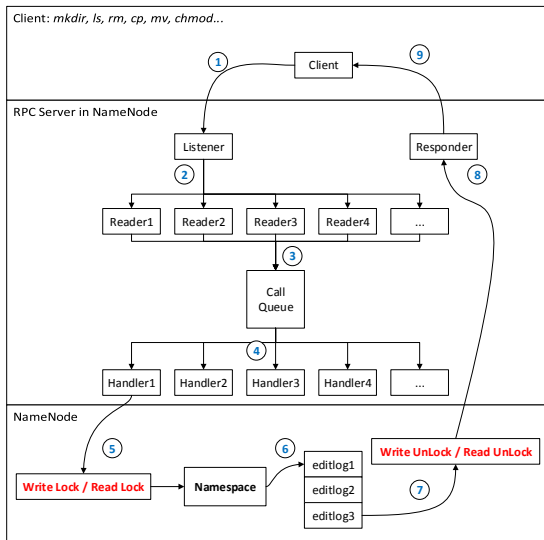 Client: mkdir, ls, rm, cp, mv, chmod...
1
Client
9
RPC Server in NameNode
Listener
Responder
2
8
Reader1
Reader2
Reader3
Reader4
...
3
Call
Queue
4
Handler1
Handler2
Handler3
Handler4
...
NameNode
5
6
Write UnLock / Read UnLock
editlog1
Write Lock / Read Lock
Namespace
editlog2
7
editlog3